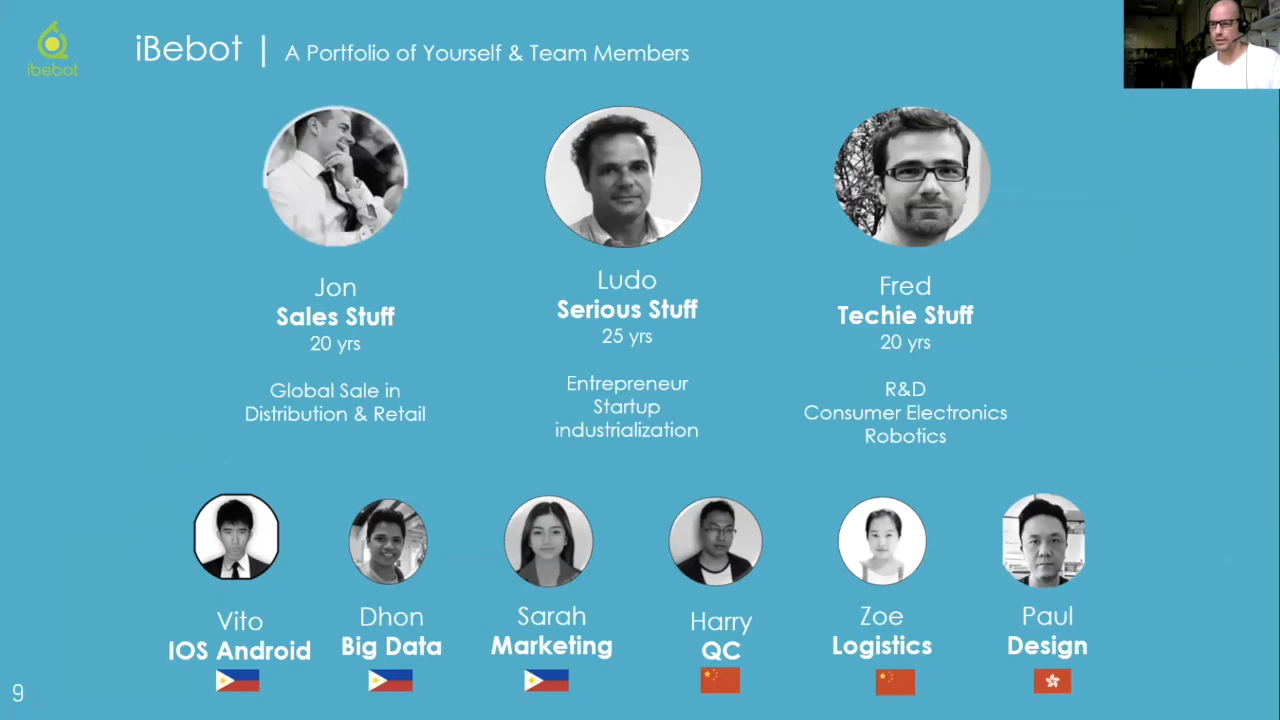 ibebot
iBebot | A Portfolio of Yourself & Team Members
Jon
Sales Stuff
20 yrs
Global Sale in
Distribution & Retail
Ludo
Serious Stuff
25 yrs
Entrepreneur
Startup
industrialization
Fred
Techie Stuff
20 yrs
R&D
Consumer Electronics
Robotics
Vito
IOS Android
Dhon
Big Data
Sarah
Marketing
Harry
QC
Zoe
Logistics
Paul
Design
9